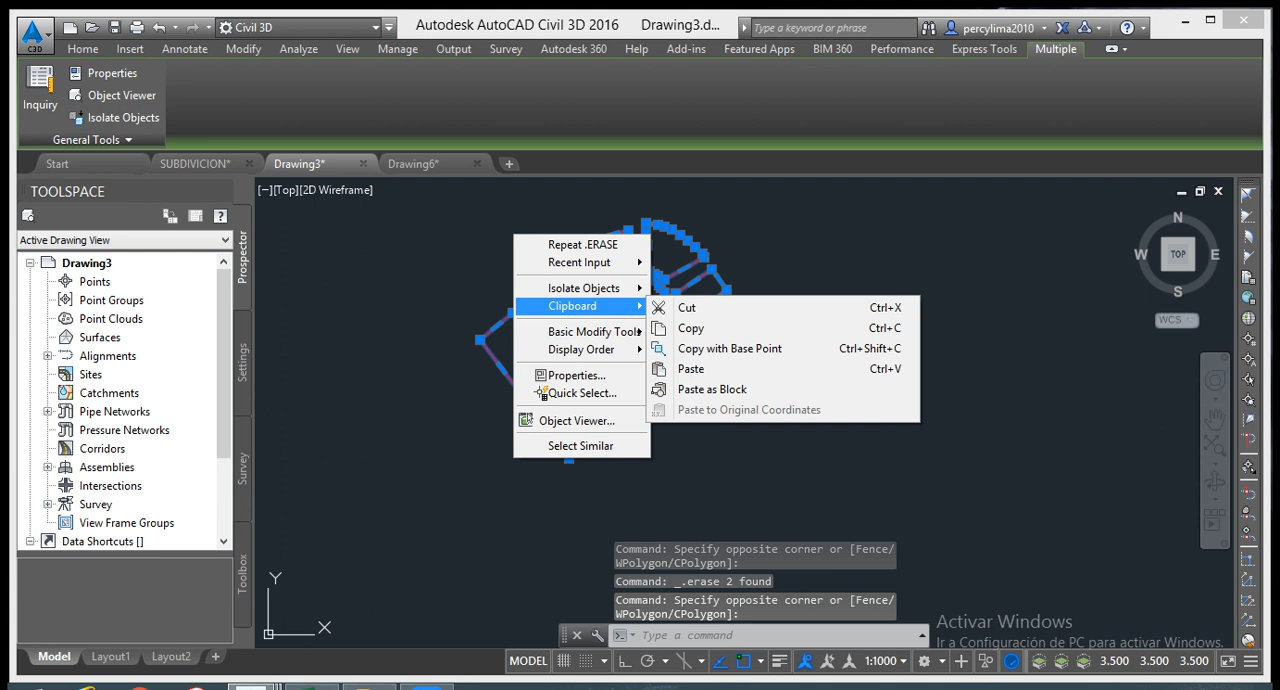 C3D
Civil 3D
Autodesk AutoCAD Civil 3D 2016 Drawing3.d...
Type a keyword or phrase
percylima2010
Home Insert Annotate Modify Analyze View Manage Output Survey Autodesk 360 Help Add-ins Featured Apps BIM 360 Performance Express Tools Multiple
Inquiry
Properties
Object Viewer
Isolate Objects
General Tools
Start SUBDIVICION* Drawing3* Drawing6*
TOOLSPACE
Active Drawing View
Drawing3
Points
Point Groups
Point Clouds
Surfaces
Alignments
Sites
Catchments
Pipe Networks
Pressure Networks
Corridors
Assemblies
Intersections
Survey
View Frame Groups
Data Shortcuts []
Prospector
Settings
Survey
Toolbox
[−][Top][2D Wireframe]
N
W TOP E
S
WCS
Repeat .ERASE
Recent Input
Isolate Objects
Clipboard
Basic Modify Tools
Display Order
Properties...
Quick Select...
Object Viewer...
Select Similar
Cut Ctrl+X
Copy Ctrl+C
Copy with Base Point Ctrl+Shift+C
Paste Ctrl+V
Paste as Block
Paste to Original Coordinates
Y
X
Command: Specify opposite corner or [Fence/
WPolygon/CPolygon]:
Command: _.erase 2 found
Command: Specify opposite corner or [Fence/
WPolygon/CPolygon]:
Type a command
Activar Windows
Ir a Configuración de PC para activar Windows.
Model Layout1 Layout2 +
MODEL 1:1000 3.500 3.500 3.500